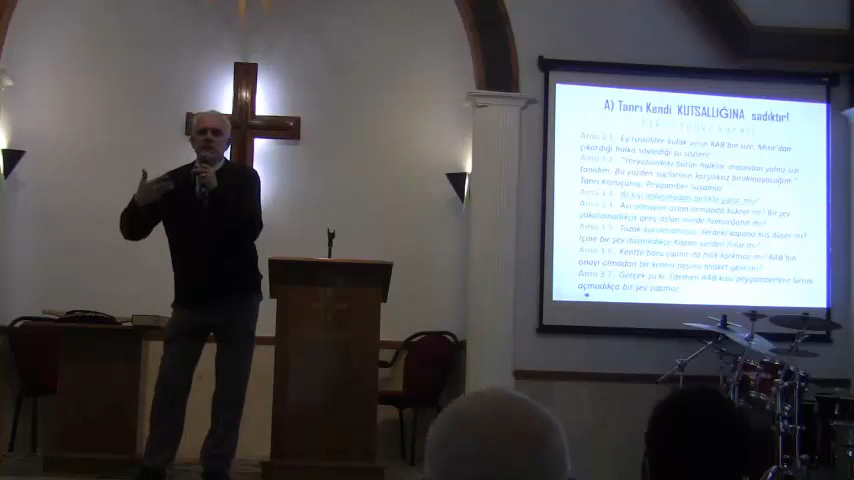 A) Tanrı Kendi KUTSALLIĞINA sadıktır!
Amo 3:1 Ey İsrailliler kulak verin RAB'bin size, Mısır'dan
çıkardığı halka söylediği şu sözlere:
Amo 3:2 "Yeryüzündeki bütün halklar arasından yalnız sizi
tanıdım. Bu yüzden suçlarınızı karşılıksız bırakmayacağım."
Tanrı Konuşursa, Peygamber Susamaz
Amo 3:3 İki kişi anlaşmadan birlikte yürür mü?
Amo 3:4 Avı olmayan aslan ormanda kükrer mi? Bir şey
yakalamadıkça genç aslan ininde homurdanır mı?
Amo 3:5 Tuzak kurulmamışsa, Yerdeki kapana kuş düşer mi?
İçine bir şey düşmedikçe Kapan yerden fırlar mı?
Amo 3:6 Kentte boru çalınır da halk korkmaz mı? RAB'bin
onayı olmadan bir kentin başına felaket gelir mi?
Amo 3:7 Gerçek şu ki, Egemen RAB kulu peygamberlere Sırrını
açmadıkça bir şey yapmaz.